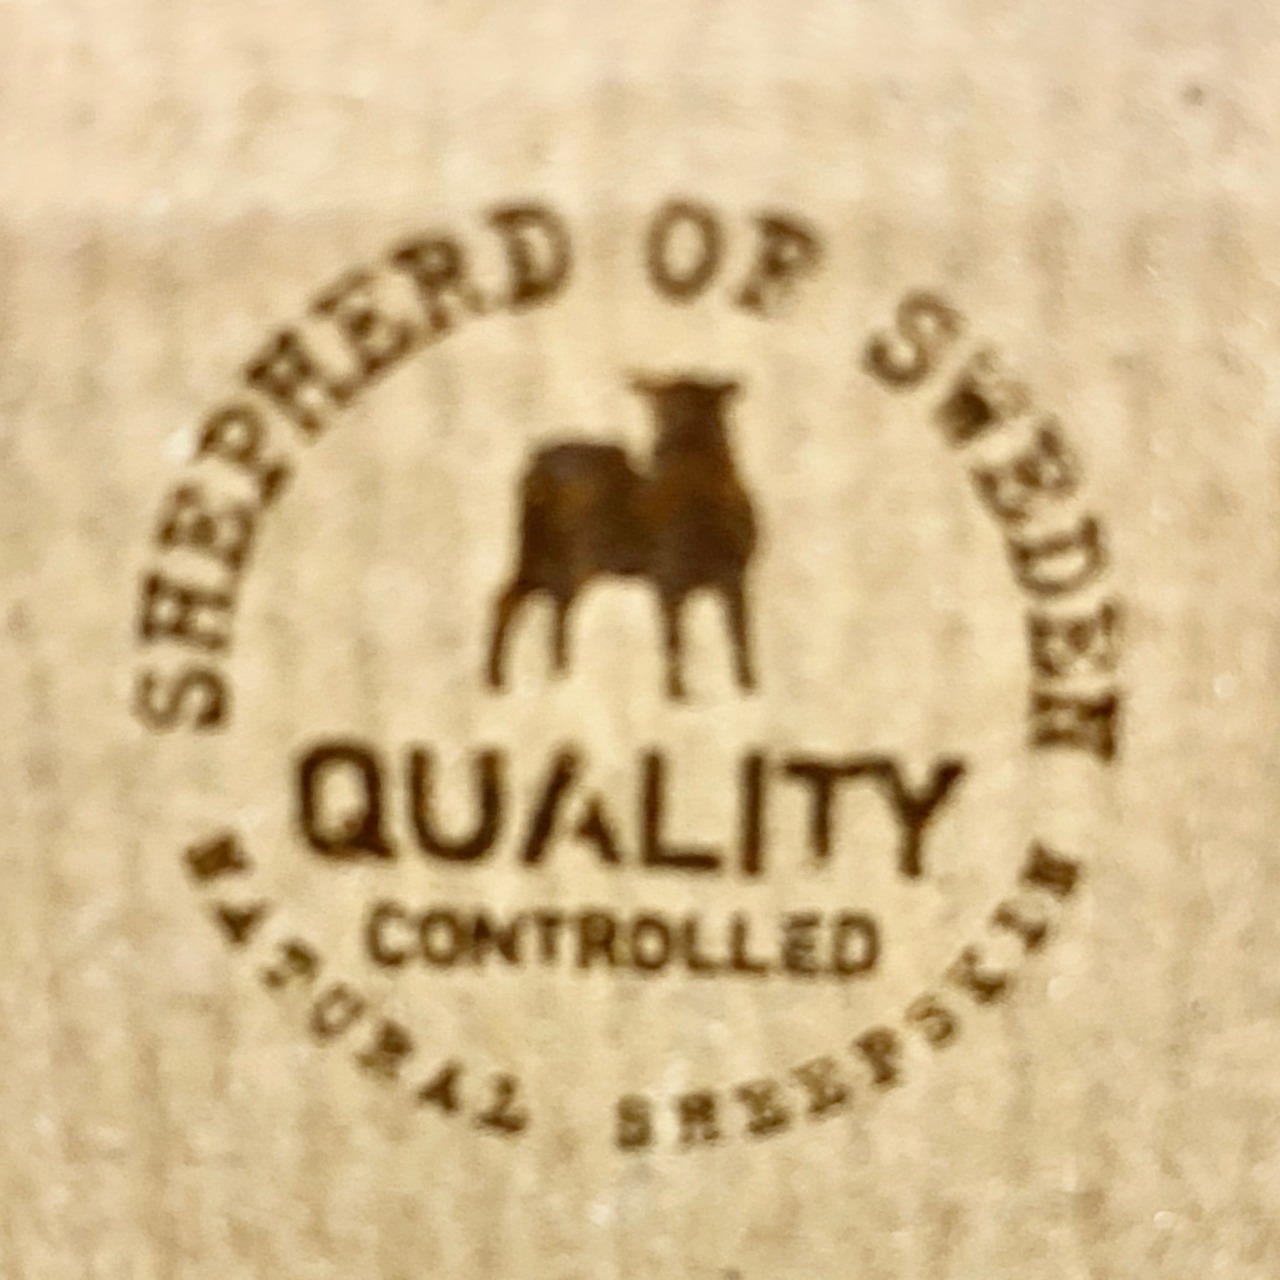 SHEPHERD OF SWEDEN
QUALITY
CONTROLLED
NATURAL SHEEPSKIN